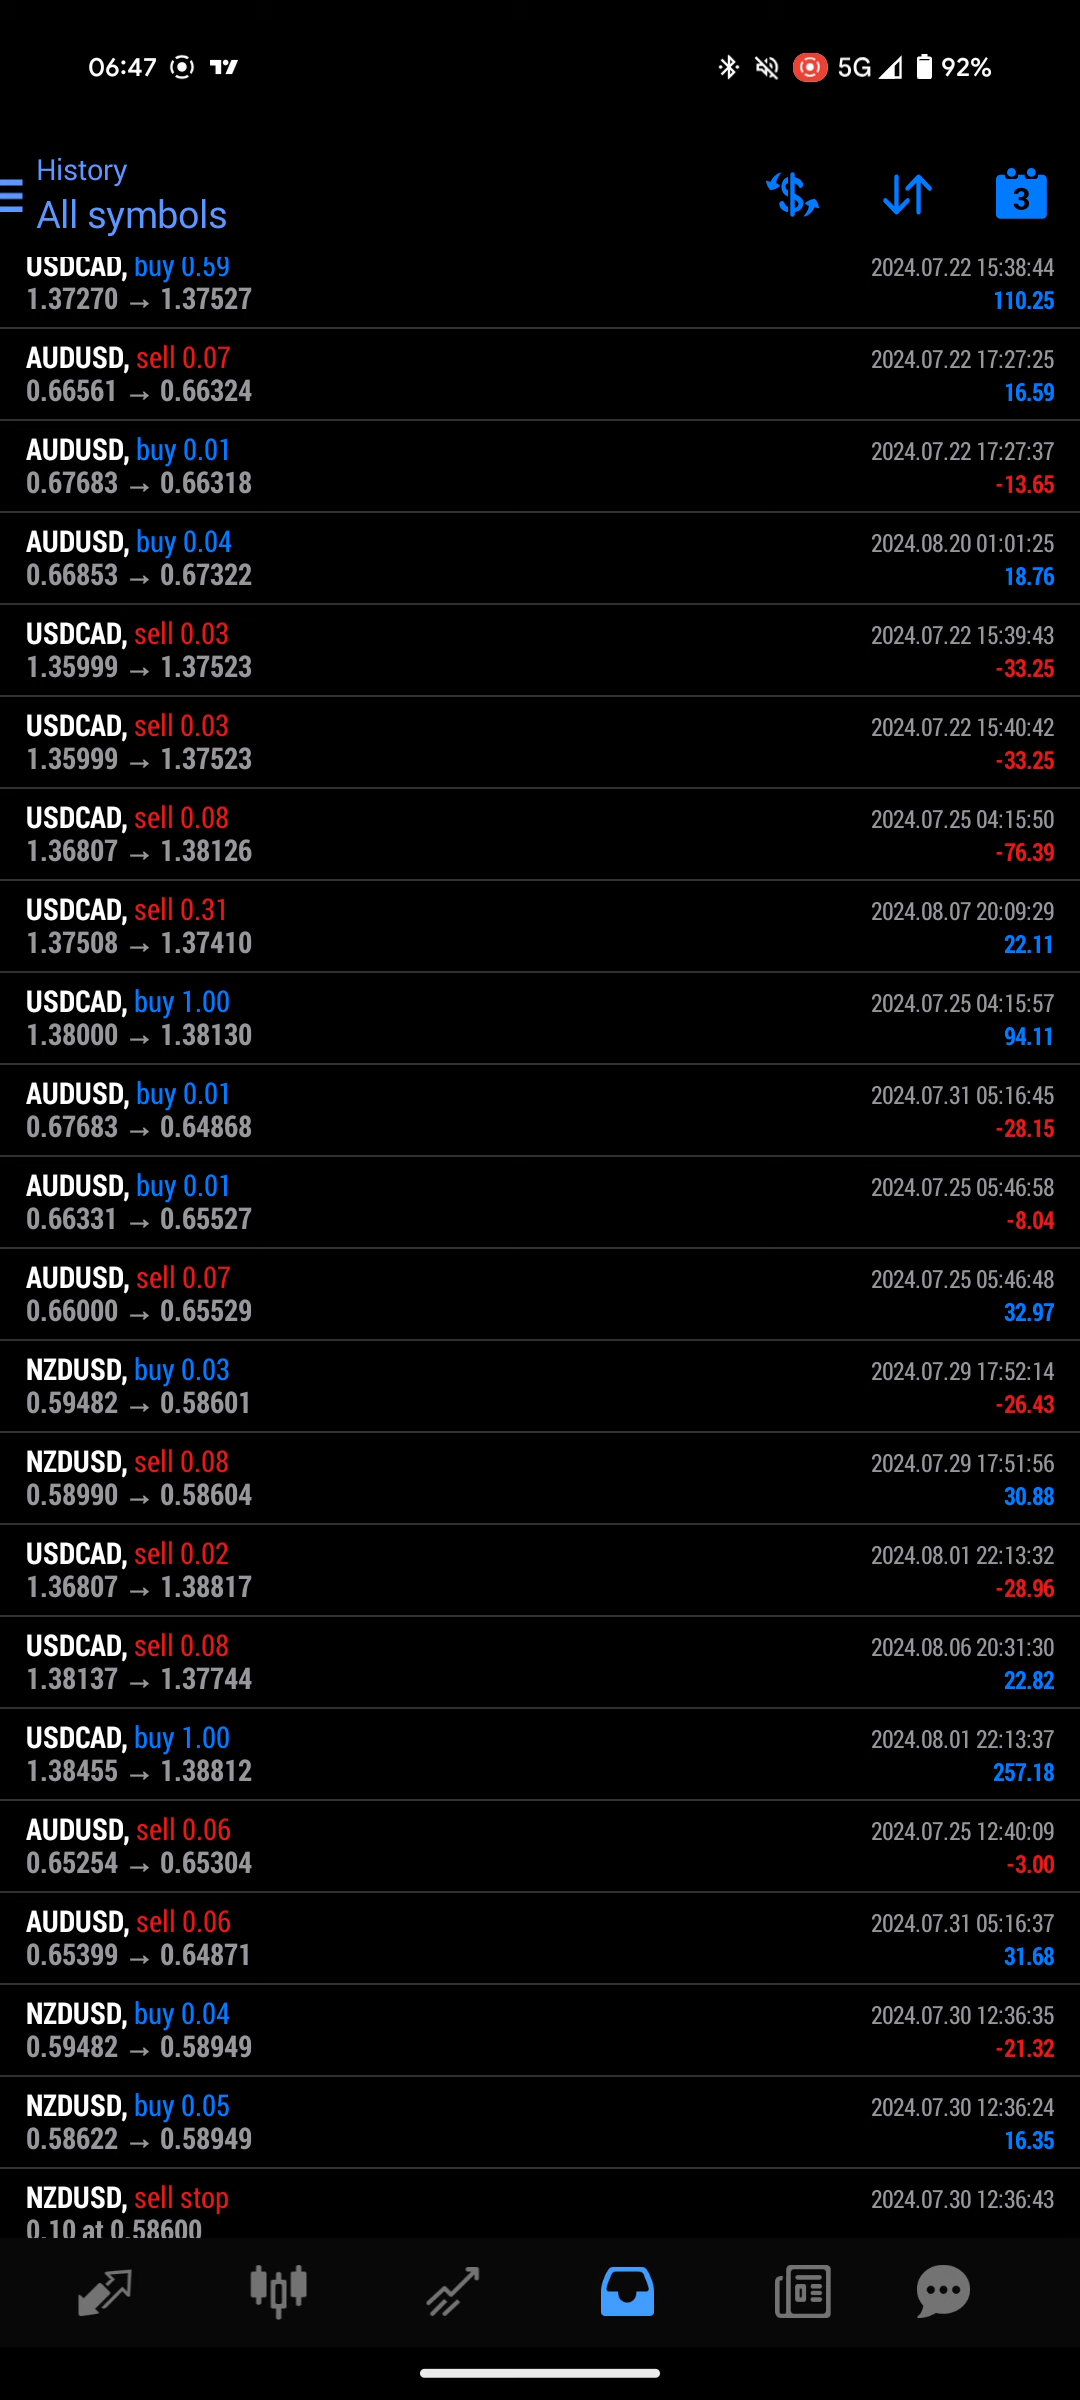 06:47 5G 92%
History
All symbols
3
USDCAD, buy 0.59 2024.07.22 15:38:44
1.37270 → 1.37527 110.25
AUDUSD, sell 0.07 2024.07.22 17:27:25
0.66561 → 0.66324 16.59
AUDUSD, buy 0.01 2024.07.22 17:27:37
0.67683 → 0.66318 -13.65
AUDUSD, buy 0.04 2024.08.20 01:01:25
0.66853 → 0.67322 18.76
USDCAD, sell 0.03 2024.07.22 15:39:43
1.35999 → 1.37523 -33.25
USDCAD, sell 0.03 2024.07.22 15:40:42
1.35999 → 1.37523 -33.25
USDCAD, sell 0.08 2024.07.25 04:15:50
1.36807 → 1.38126 -76.39
USDCAD, sell 0.31 2024.08.07 20:09:29
1.37508 → 1.37410 22.11
USDCAD, buy 1.00 2024.07.25 04:15:57
1.38000 → 1.38130 94.11
AUDUSD, buy 0.01 2024.07.31 05:16:45
0.67683 → 0.64868 -28.15
AUDUSD, buy 0.01 2024.07.25 05:46:58
0.66331 → 0.65527 -8.04
AUDUSD, sell 0.07 2024.07.25 05:46:48
0.66000 → 0.65529 32.97
NZDUSD, buy 0.03 2024.07.29 17:52:14
0.59482 → 0.58601 -26.43
NZDUSD, sell 0.08 2024.07.29 17:51:56
0.58990 → 0.58604 30.88
USDCAD, sell 0.02 2024.08.01 22:13:32
1.36807 → 1.38817 -28.96
USDCAD, sell 0.08 2024.08.06 20:31:30
1.38137 → 1.37744 22.82
USDCAD, buy 1.00 2024.08.01 22:13:37
1.38455 → 1.38812 257.18
AUDUSD, sell 0.06 2024.07.25 12:40:09
0.65254 → 0.65304 -3.00
AUDUSD, sell 0.06 2024.07.31 05:16:37
0.65399 → 0.64871 31.68
NZDUSD, buy 0.04 2024.07.30 12:36:35
0.59482 → 0.58949 -21.32
NZDUSD, buy 0.05 2024.07.30 12:36:24
0.58622 → 0.58949 16.35
NZDUSD, sell stop 2024.07.30 12:36:43
0.10 at 0.58600